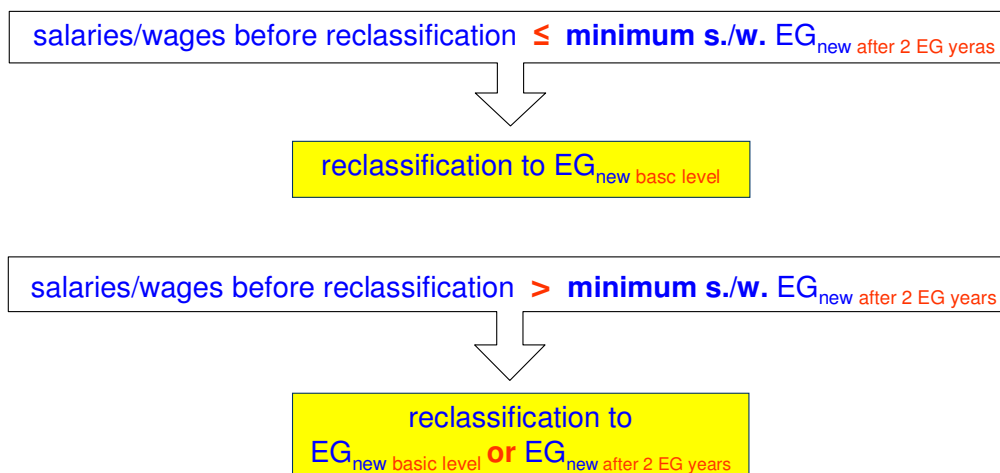 salaries/wages before reclassification ≤ minimum s./w. EGnew after 2 EG yeras
reclassification to EGnew basc level
salaries/wages before reclassification > minimum s./w. EGnew after 2 EG years
reclassification to
EGnew basic level or EGnew after 2 EG years